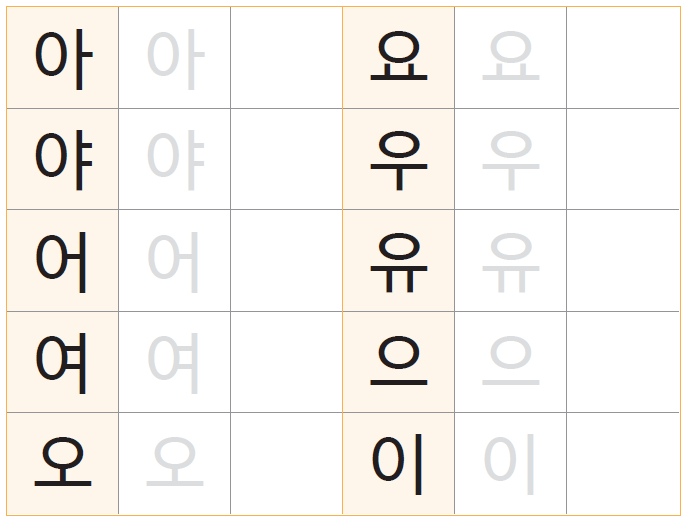 아 아 요 요
야 야 우 우
어 어 유 유
여 여 으 으
오 오 이 이